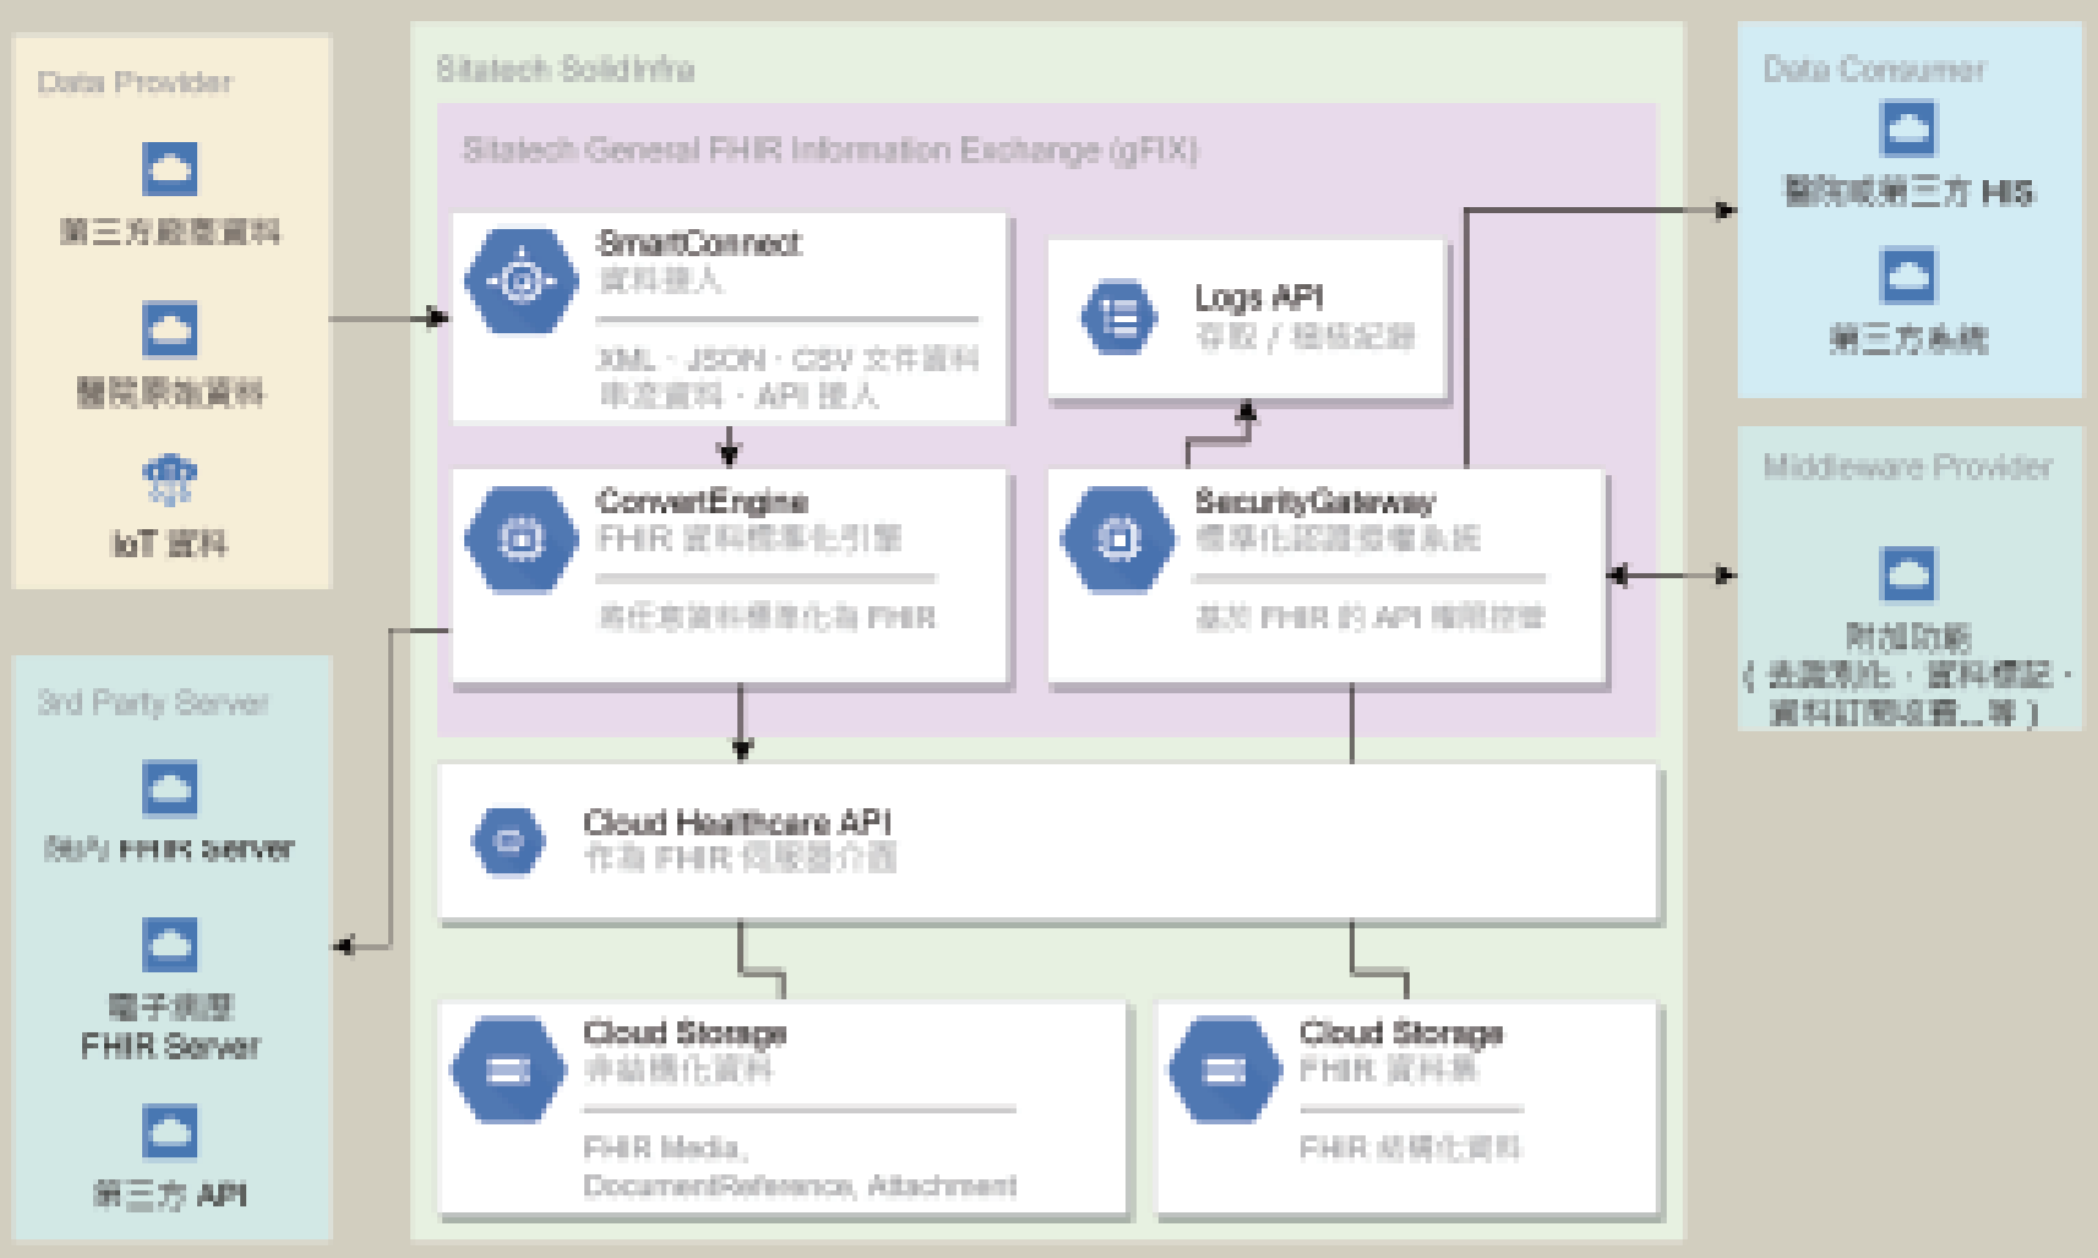 Data Provider
第三方廠商資料
醫院原始資料
IoT 資料
3rd Party Server
院內 FHIR Server
電子病歷
FHIR Server
第三方 API
Sitatech SolidInfra
Sitatech General FHIR Information Exchange (gFIX)
SmartConnect
資料接入
XML、JSON、CSV 文件資料
串流資料、API 接入
ConvertEngine
FHIR 資料標準化引擎
將任意資料標準化為 FHIR
Logs API
存取 / 稽核紀錄
SecurityGateway
標準化認證授權系統
基於 FHIR 的 API 權限控管
Cloud Healthcare API
作為 FHIR 伺服器介面
Cloud Storage
非結構化資料
FHIR Media,
DocumentReference, Attachment
Cloud Storage
FHIR 資料集
FHIR 結構化資料
Data Consumer
醫院或第三方 HIS
第三方系統
Middleware Provider
附加功能
( 去識別化、資料標記、
資料訂閱收費...等 )